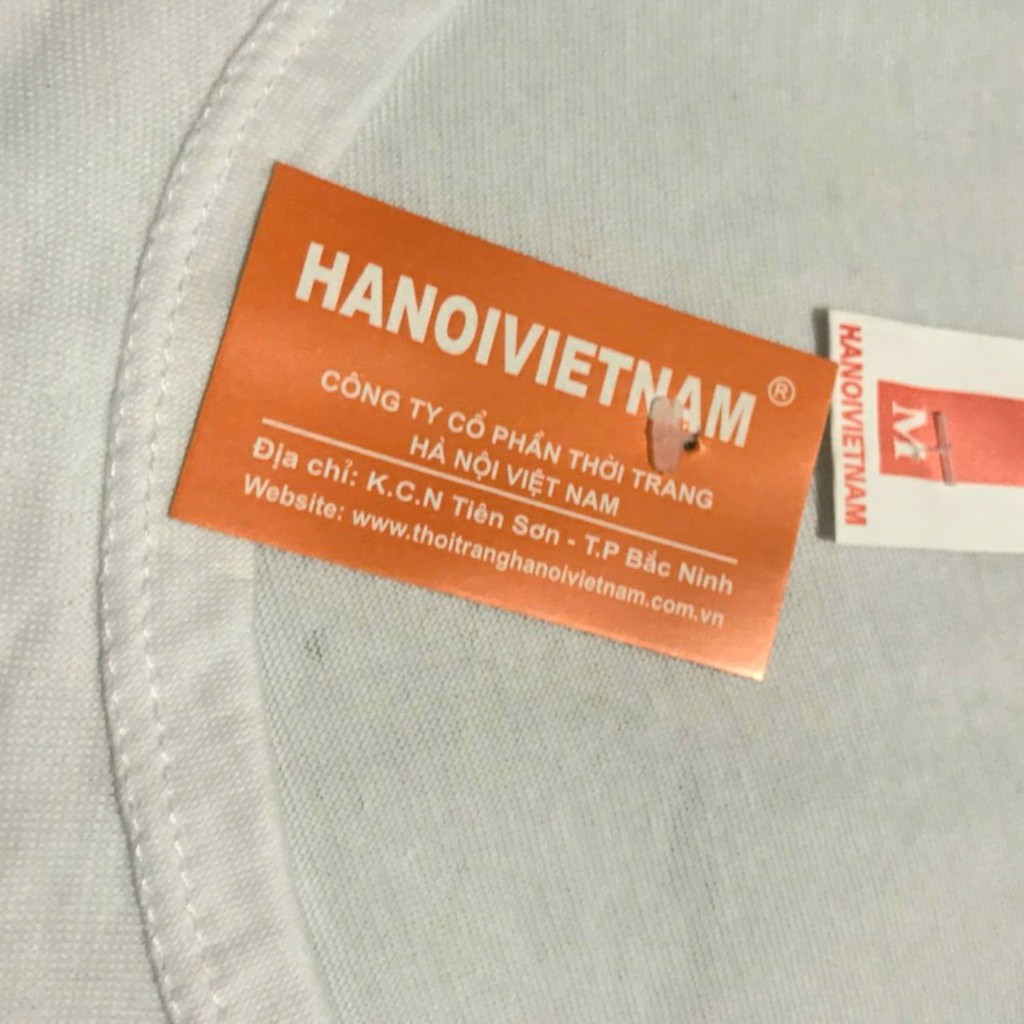 HANOIVIETNAM ®
CÔNG TY CỔ PHẦN THỜI TRANG
HÀ NỘI VIỆT NAM
Địa chỉ: K.C.N Tiên Sơn - T.P Bắc Ninh
Website: www.thoitranghanoivietnam.com.vn
HANOIVIETNAM
M